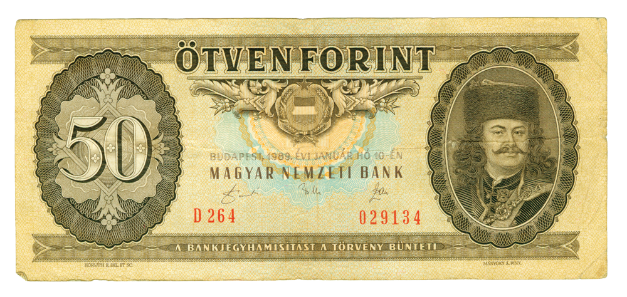 ÖTVEN FORINT
50
BUDAPEST, 1989. ÉVI JANUÁR HÓ 10-ÉN
MAGYAR NEMZETI BANK
D 264 029134
A BANKJEGYHAMISÍTÁST A TÖRVÉNY BÜNTETI